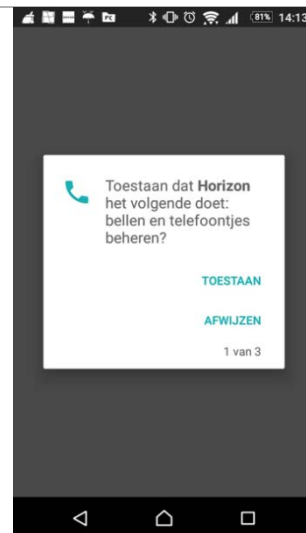 81% 14:13
Toestaan dat Horizon
het volgende doet:
bellen en telefoontjes
beheren?
TOESTAAN
AFWIJZEN
1 van 3